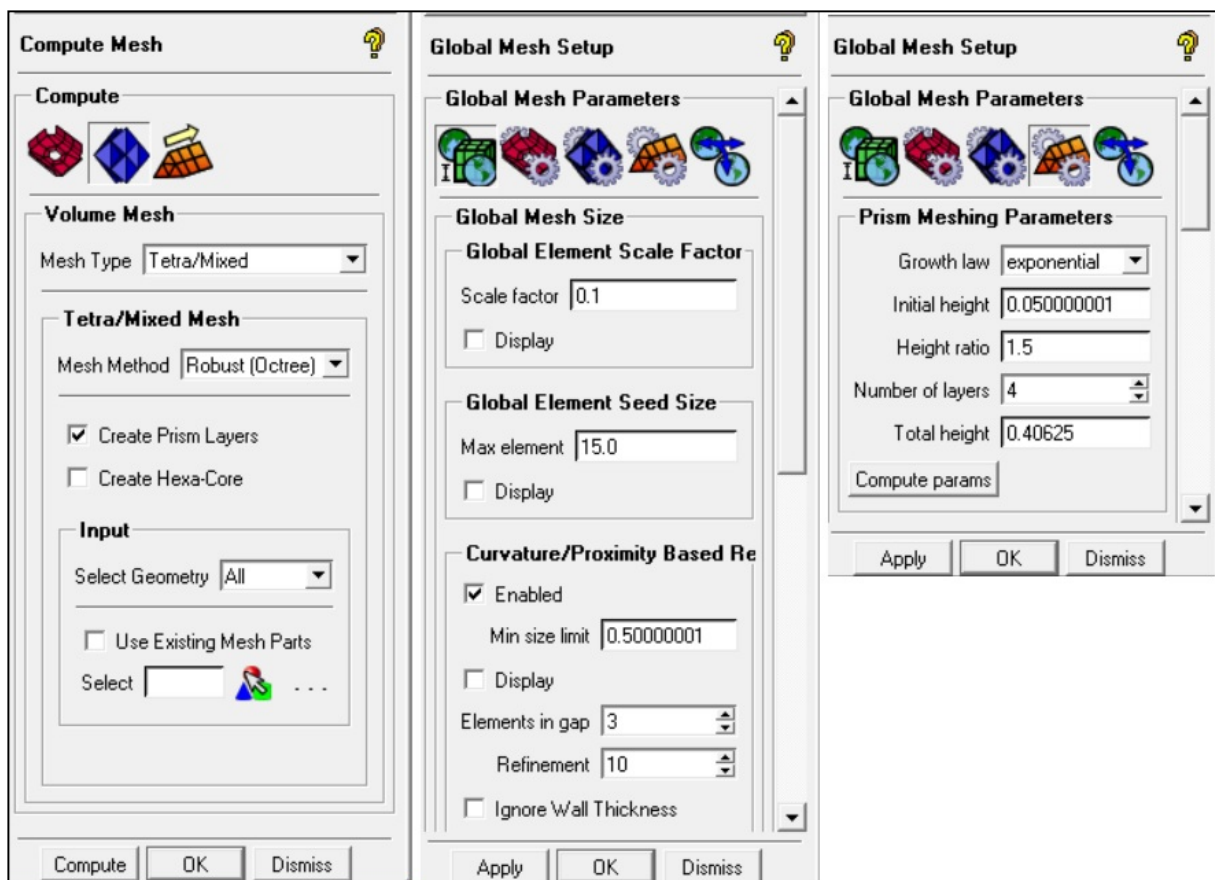 Compute Mesh
Compute
Volume Mesh
Mesh Type Tetra/Mixed
Tetra/Mixed Mesh
Mesh Method Robust (Octree)
Create Prism Layers
Create Hexa-Core
Input
Select Geometry All
Use Existing Mesh Parts
Select ...
Compute OK Dismiss
Global Mesh Setup
Global Mesh Parameters
Global Mesh Size
Global Element Scale Factor
Scale factor 0.1
Display
Global Element Seed Size
Max element 15.0
Display
Curvature/Proximity Based Re
Enabled
Min size limit 0.50000001
Display
Elements in gap 3
Refinement 10
Ignore Wall Thickness
Apply OK Dismiss
Global Mesh Setup
Global Mesh Parameters
Prism Meshing Parameters
Growth law exponential
Initial height 0.050000001
Height ratio 1.5
Number of layers 4
Total height 0.40625
Compute params
Apply OK Dismiss